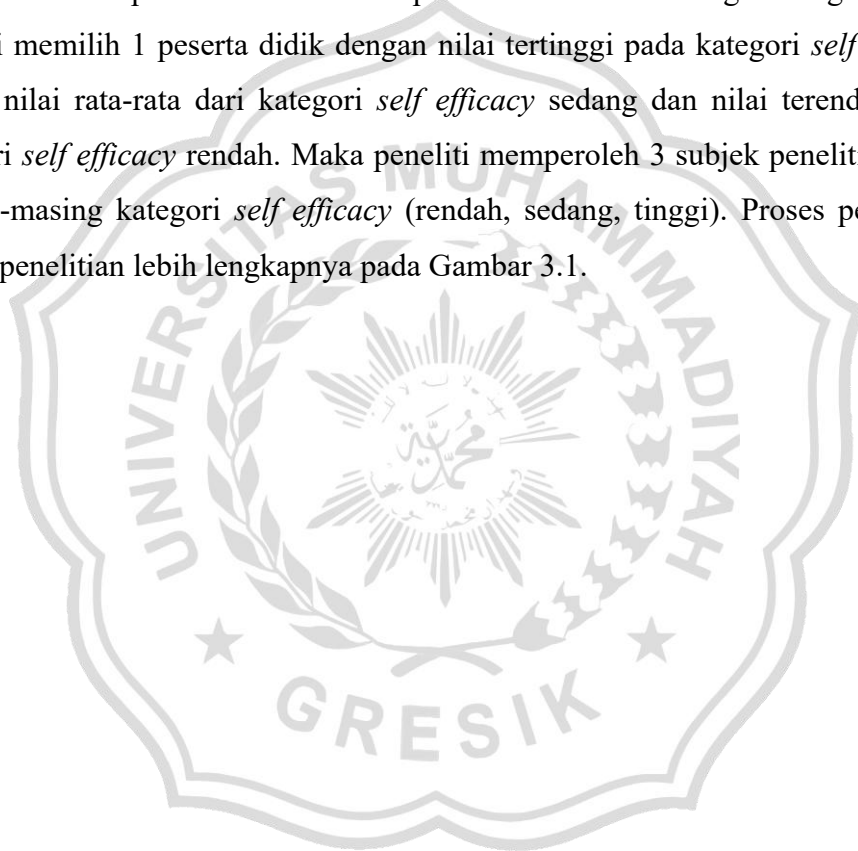 i memilih 1 peserta didik dengan nilai tertinggi pada kategori self
nilai rata-rata dari kategori self efficacy sedang dan nilai terend
ri self efficacy rendah. Maka peneliti memperoleh 3 subjek peneliti
-masing kategori self efficacy (rendah, sedang, tinggi). Proses pe
penelitian lebih lengkapnya pada Gambar 3.1.
UNIVERSITAS MUHAMMADIYAH
GRESIK